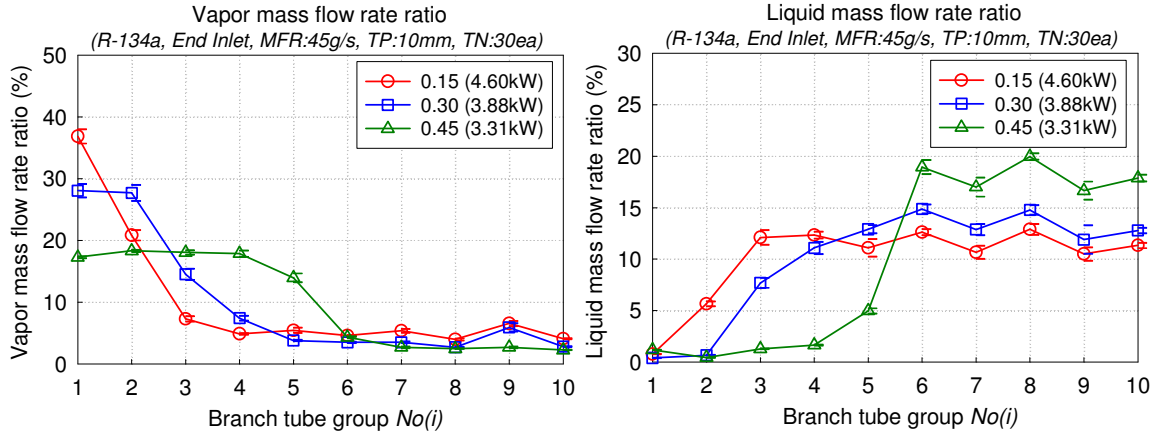 Vapor mass flow rate ratio
(R-134a, End Inlet, MFR:45g/s, TP:10mm, TN:30ea)
Vapor mass flow rate ratio (%)
50
40
30
20
10
0
0.15 (4.60kW)
0.30 (3.88kW)
0.45 (3.31kW)
1 2 3 4 5 6 7 8 9 10
Branch tube group No(i)
Liquid mass flow rate ratio
(R-134a, End Inlet, MFR:45g/s, TP:10mm, TN:30ea)
Liquid mass flow rate ratio (%)
30
25
20
15
10
5
0
0.15 (4.60kW)
0.30 (3.88kW)
0.45 (3.31kW)
1 2 3 4 5 6 7 8 9 10
Branch tube group No(i)